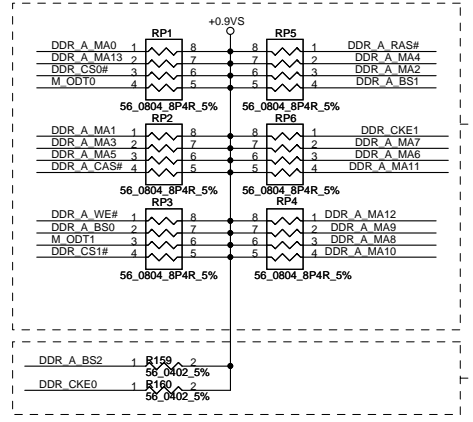 +0.9VS
RP1 RP5
DDR_A_MA0 1 8 8 1 DDR_A_RAS#
DDR_A_MA13 2 7 7 2 DDR_A_MA4
DDR_CS0# 3 6 6 3 DDR_A_MA2
M_ODT0 4 5 5 4 DDR_A_BS1
56_0804_8P4R_5% 56_0804_8P4R_5%
RP2 RP6
DDR_A_MA1 1 8 8 1 DDR_CKE1
DDR_A_MA3 2 7 7 2 DDR_A_MA7
DDR_A_MA5 3 6 6 3 DDR_A_MA6
DDR_A_CAS# 4 5 5 4 DDR_A_MA11
56_0804_8P4R_5% 56_0804_8P4R_5%
RP3 RP4
DDR_A_WE# 1 8 8 1 DDR_A_MA12
DDR_A_BS0 2 7 7 2 DDR_A_MA9
M_ODT1 3 6 6 3 DDR_A_MA8
DDR_CS1# 4 5 5 4 DDR_A_MA10
56_0804_8P4R_5% 56_0804_8P4R_5%
DDR_A_BS2 1 R159 2
56_0402_5%
DDR_CKE0 1 R160 2
56_0402_5%